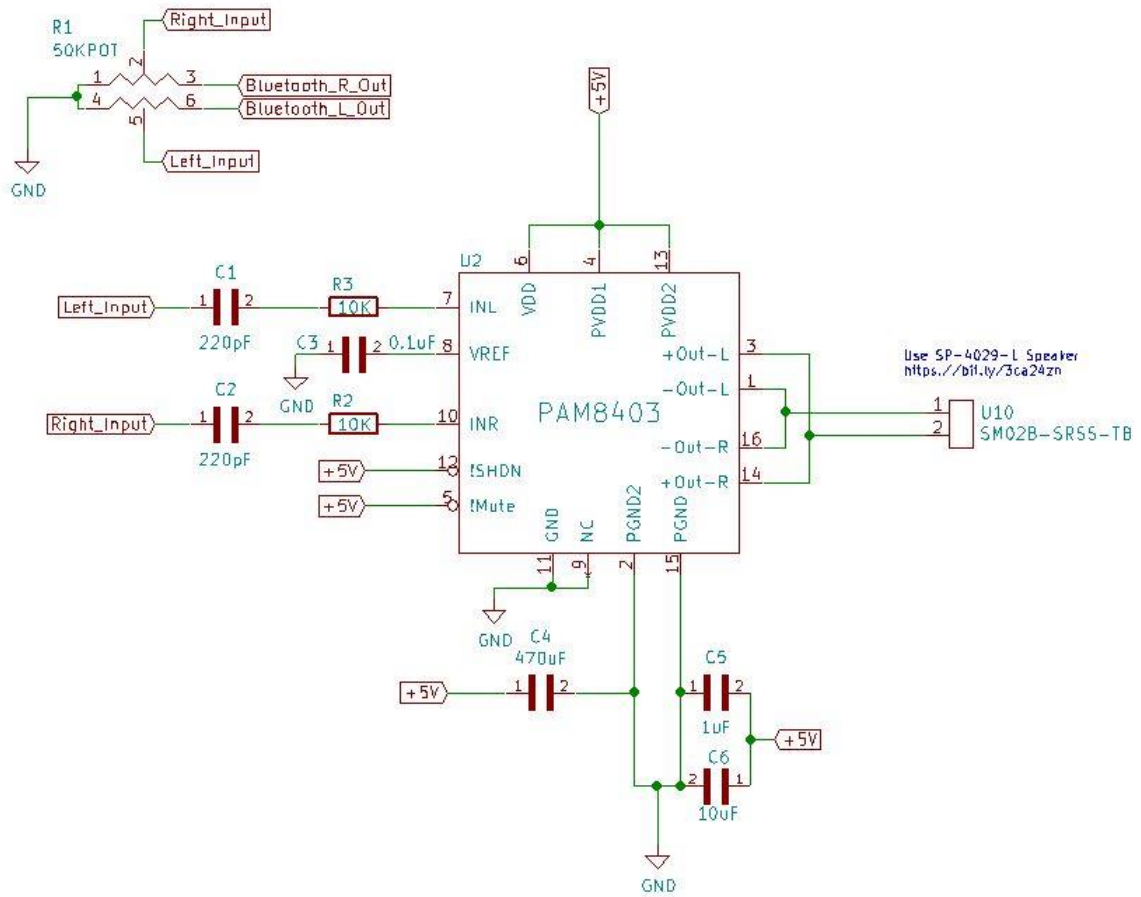 R1
50KPOT
Right_Input
2
1
3
Bluetooth_R_Out
4
6
Bluetooth_L_Out
5
Left_Input
GND
+5V
U2
6
4
13
VDD
PVDD1
PVDD2
C1
R3
Left_Input
1
2
10K
7
INL
220pF
C3
1
2
0.1uF
8
VREF
GND
C2
R2
Right_Input
1
2
10K
10
INR
220pF
+5V
12
!SHDN
+5V
5
!Mute
PAM8403
+Out-L
3
-Out-L
1
-Out-R
16
+Out-R
14
Use SP-4029-L Speaker
https://bit.ly/3ca24zn
1
2
U10
SM02B-SRSS-TB
GND
NC
PGND2
PGND
11
9
2
15
GND
C4
470uF
+5V
1
2
C5
1
2
1uF
+5V
C6
2
1
10uF
GND